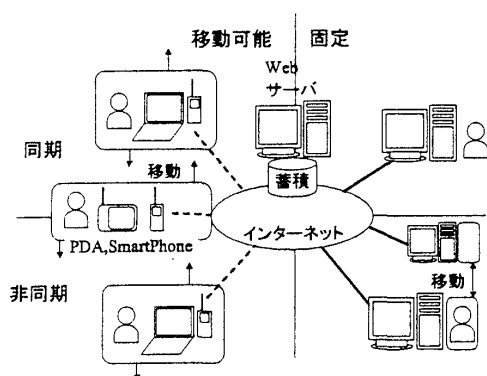 移動可能
固定
Web
サーバ
同期
移動
蓄積
インターネット
PDA,SmartPhone
非同期
移動